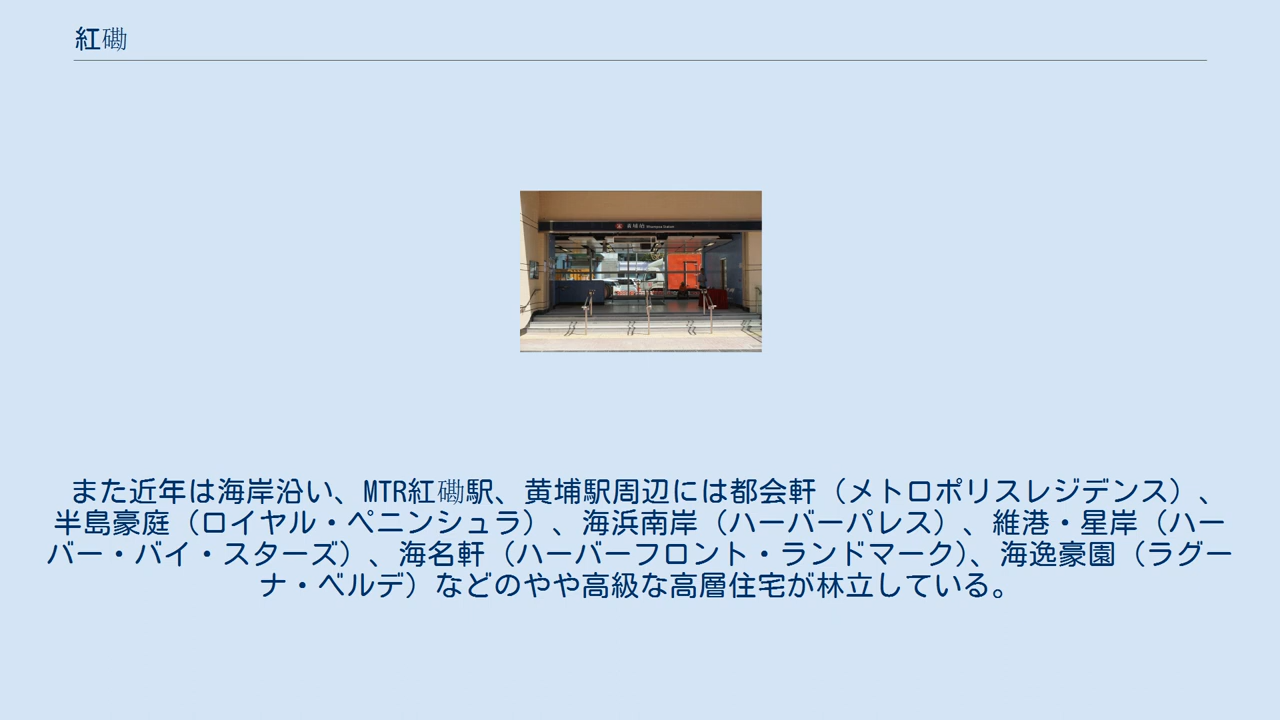 紅磡
黃埔站 Whampoa Station
また近年は海岸沿い、MTR紅磡駅、黄埔駅周辺には都会軒（メトロポリスレジデンス）、
半島豪庭（ロイヤル・ペニンシュラ）、海浜南岸（ハーバーパレス）、維港・星岸（ハー
バー・バイ・スターズ）、海名軒（ハーバーフロント・ランドマーク)、海逸豪園（ラグー
ナ・ベルデ）などのやや高級な高層住宅が林立している。